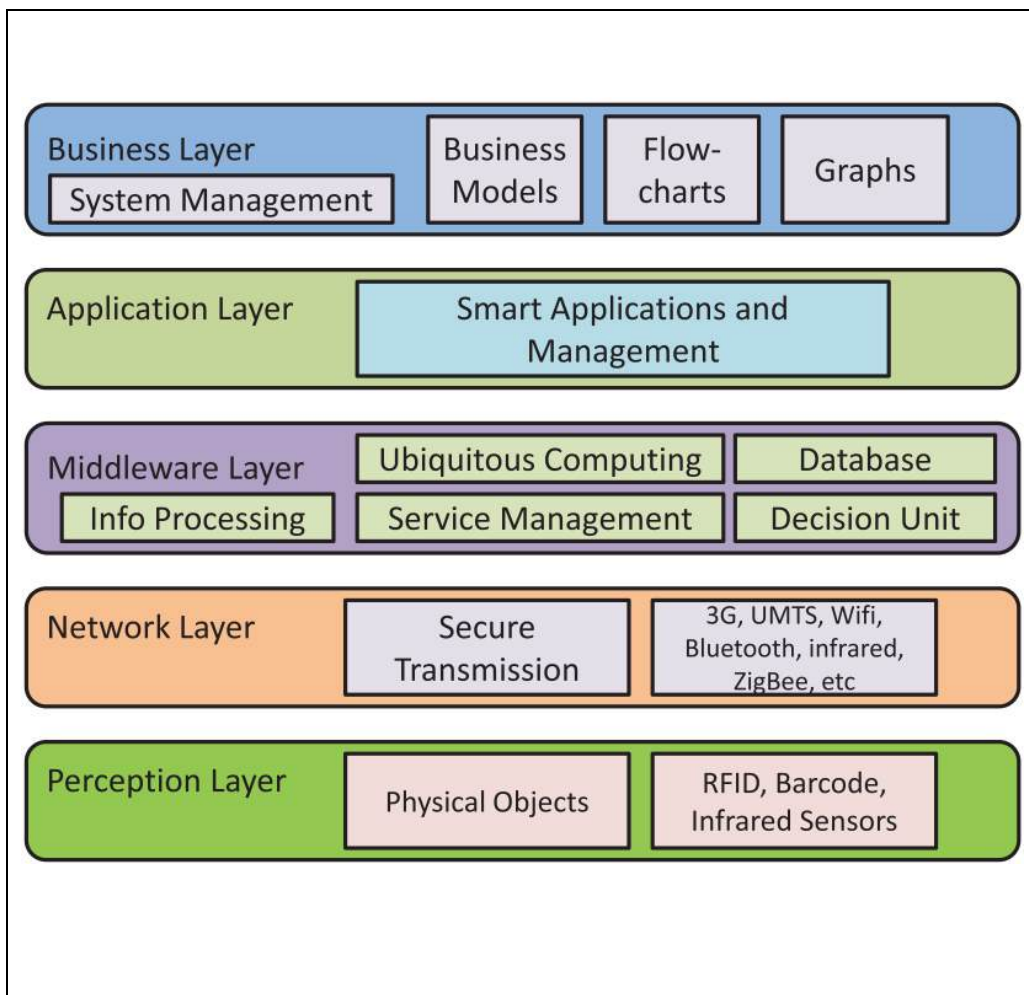 Business Layer
System Management
Business
Models
Flow-
charts
Graphs
Application Layer
Smart Applications and
Management
Middleware Layer
Ubiquitous Computing
Database
Info Processing
Service Management
Decision Unit
Network Layer
Secure
Transmission
3G, UMTS, Wifi,
Bluetooth, infrared,
ZigBee, etc
Perception Layer
Physical Objects
RFID, Barcode,
Infrared Sensors